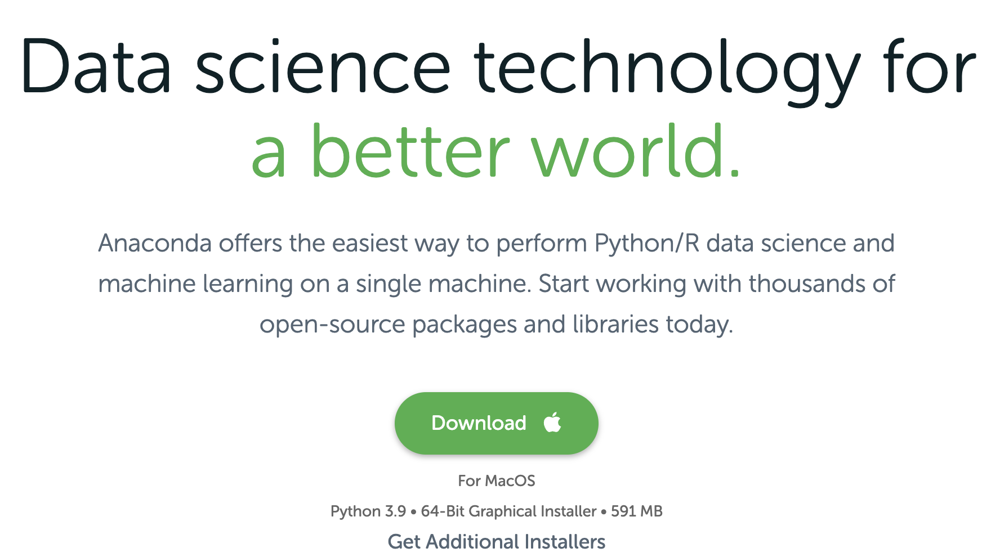 Data science technology for
a better world.
Anaconda offers the easiest way to perform Python/R data science and
machine learning on a single machine. Start working with thousands of
open-source packages and libraries today.
Download
For MacOS
Python 3.9 • 64-Bit Graphical Installer • 591 MB
Get Additional Installers